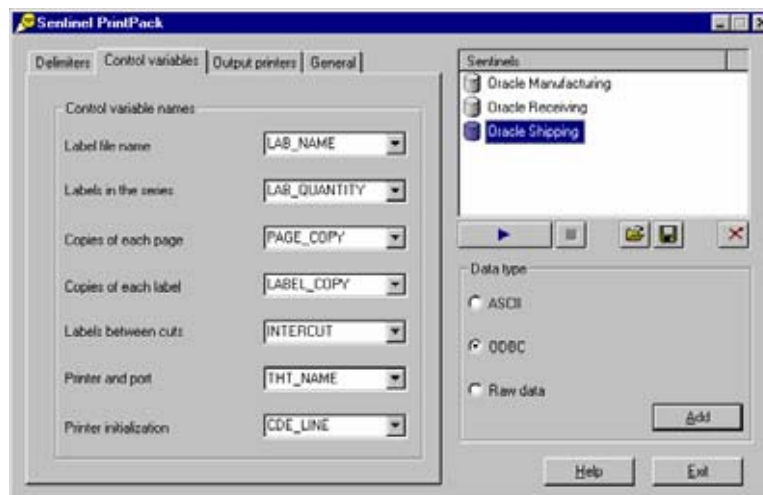 Sentinel PrintPack
Delimiters Control variables Output printers General
Control variable names
Label file name LAB_NAME
Labels in the series LAB_QUANTITY
Copies of each page PAGE_COPY
Copies of each label LABEL_COPY
Labels between cuts INTERCUT
Printer and port THT_NAME
Printer initialization CDE_LINE
Sentinels
Oracle Manufacturing
Oracle Receiving
Oracle Shipping
Data type
ASCII
ODBC
Raw data
Add
Help Exit